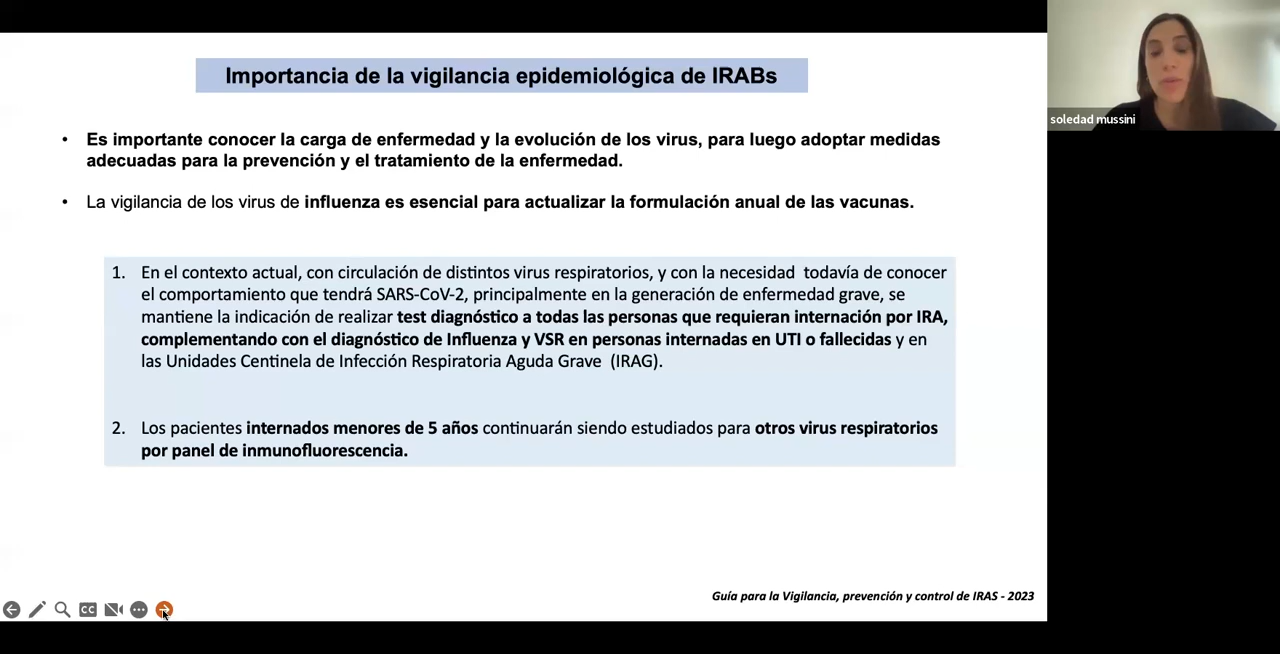 Importancia de la vigilancia epidemiológica de IRABs
• Es importante conocer la carga de enfermedad y la evolución de los virus, para luego adoptar medidas
adecuadas para la prevención y el tratamiento de la enfermedad.
• La vigilancia de los virus de influenza es esencial para actualizar la formulación anual de las vacunas.
1. En el contexto actual, con circulación de distintos virus respiratorios, y con la necesidad todavía de conocer
el comportamiento que tendrá SARS-CoV-2, principalmente en la generación de enfermedad grave, se
mantiene la indicación de realizar test diagnóstico a todas las personas que requieran internación por IRA,
complementando con el diagnóstico de Influenza y VSR en personas internadas en UTI o fallecidas y en
las Unidades Centinela de Infección Respiratoria Aguda Grave (IRAG).
2. Los pacientes internados menores de 5 años continuarán siendo estudiados para otros virus respiratorios
por panel de inmunofluorescencia.
Guía para la Vigilancia, prevención y control de IRAS - 2023
CC
soledad mussini